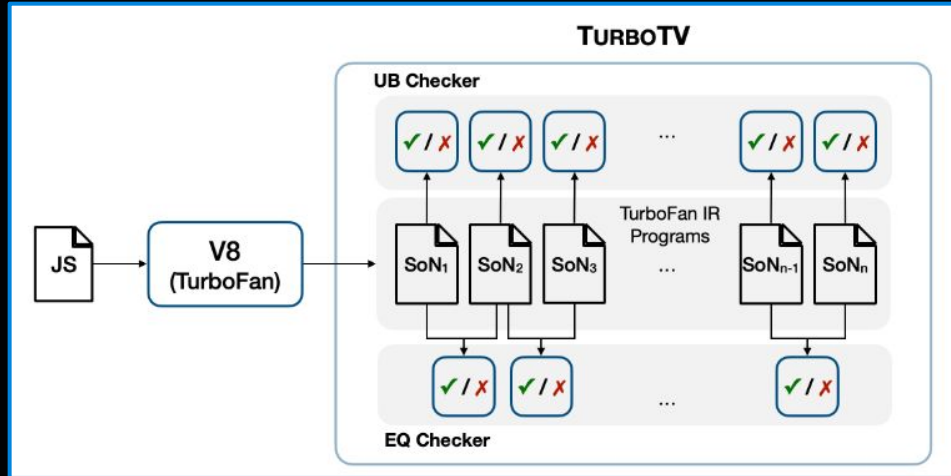 TURBOTV
UB Checker
✓/✗ ✓/✗ ✓/✗ ... ✓/✗ ✓/✗
TurboFan IR
Programs
JS
V8
(TurboFan)
SoN₁ SoN₂ SoN₃ ... SoNₙ₋₁ SoNₙ
✓/✗ ✓/✗ ... ✓/✗
EQ Checker